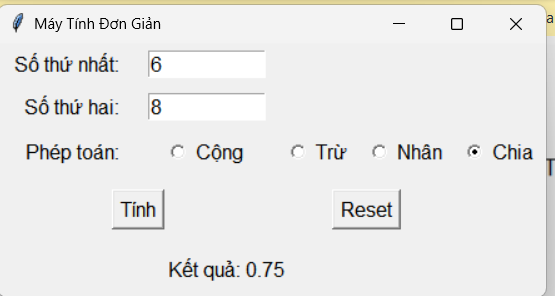 Máy Tính Đơn Giản
Số thứ nhất: 6
Số thứ hai: 8
Phép toán: Cộng Trừ Nhân Chia
Tính Reset
Kết quả: 0.75